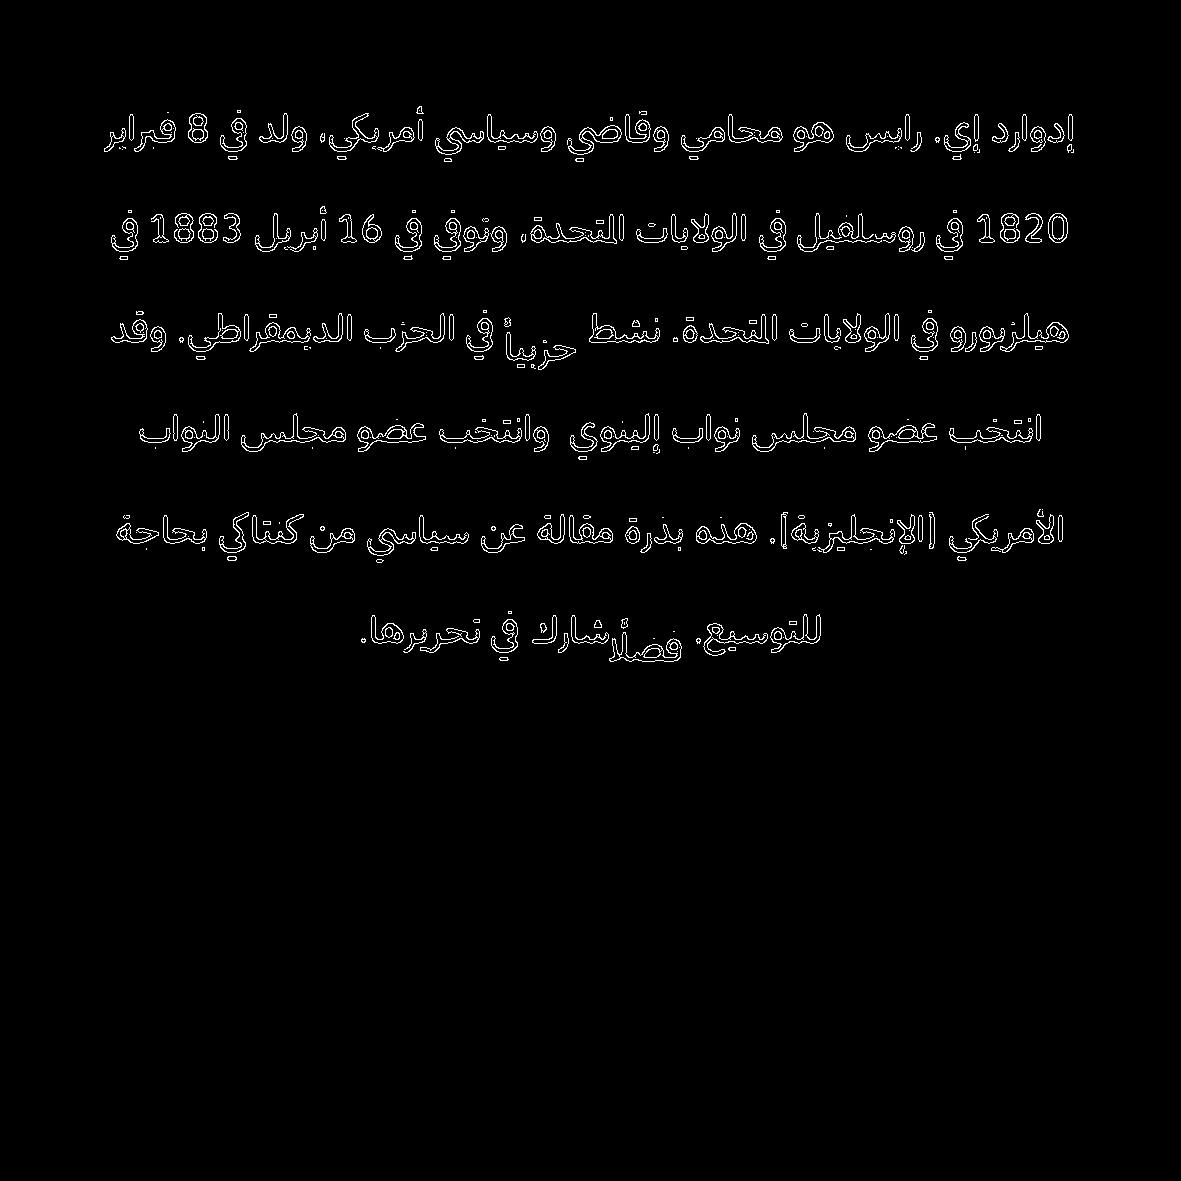 إدوارد إي. رايس هو محامي وقاضي وسياسي أمريكي، ولد في 8 فبراير
1820 في روسلفيل في الولايات المتحدة، وتوفي في 16 أبريل 1883 في
هيلزبورو في الولايات المتحدة. نشط حزبياً في الحزب الديمقراطي. وقد
انتخب عضو مجلس نواب إلينوي وانتخب عضو مجلس النواب
الأمريكي [الإنجليزية]. هذه بذرة مقالة عن سياسي من كنتاكي بحاجة
للتوسيع. فضلًا شارك في تحريرها.